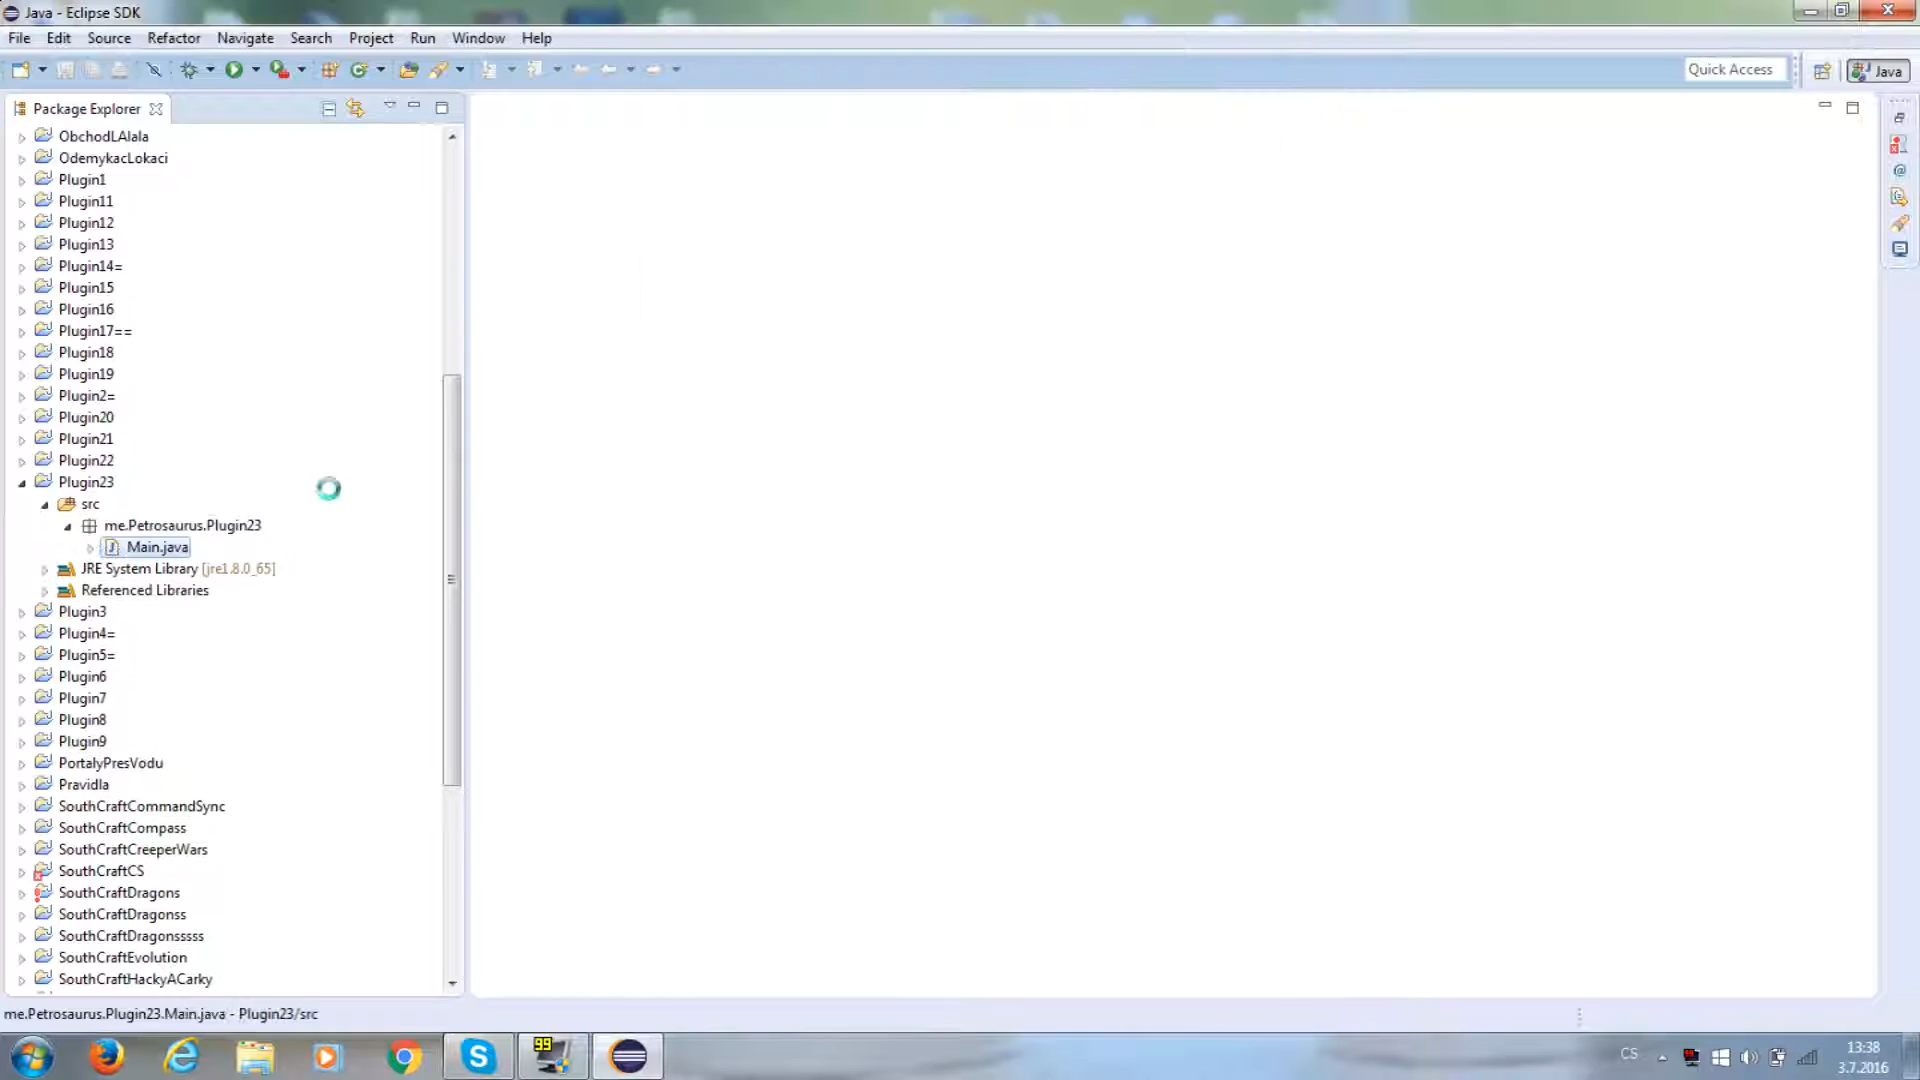 Java - Eclipse SDK
File Edit Source Refactor Navigate Search Project Run Window Help
Quick Access
Java
Package Explorer
ObchodLAlala
OdemykacLokaci
Plugin1
Plugin11
Plugin12
Plugin13
Plugin14=
Plugin15
Plugin16
Plugin17==
Plugin18
Plugin19
Plugin2=
Plugin20
Plugin21
Plugin22
Plugin23
src
me.Petrosaurus.Plugin23
Main.java
JRE System Library [jre1.8.0_65]
Referenced Libraries
Plugin3
Plugin4=
Plugin5=
Plugin6
Plugin7
Plugin8
Plugin9
PortalyPresVodu
Pravidla
SouthCraftCommandSync
SouthCraftCompass
SouthCraftCreeperWars
SouthCraftCS
SouthCraftDragons
SouthCraftDragonss
SouthCraftDragonsssss
SouthCraftEvolution
SouthCraftHackyACarky
me.Petrosaurus.Plugin23.Main.java - Plugin23/src
99
CS
13:38
3.7.2016